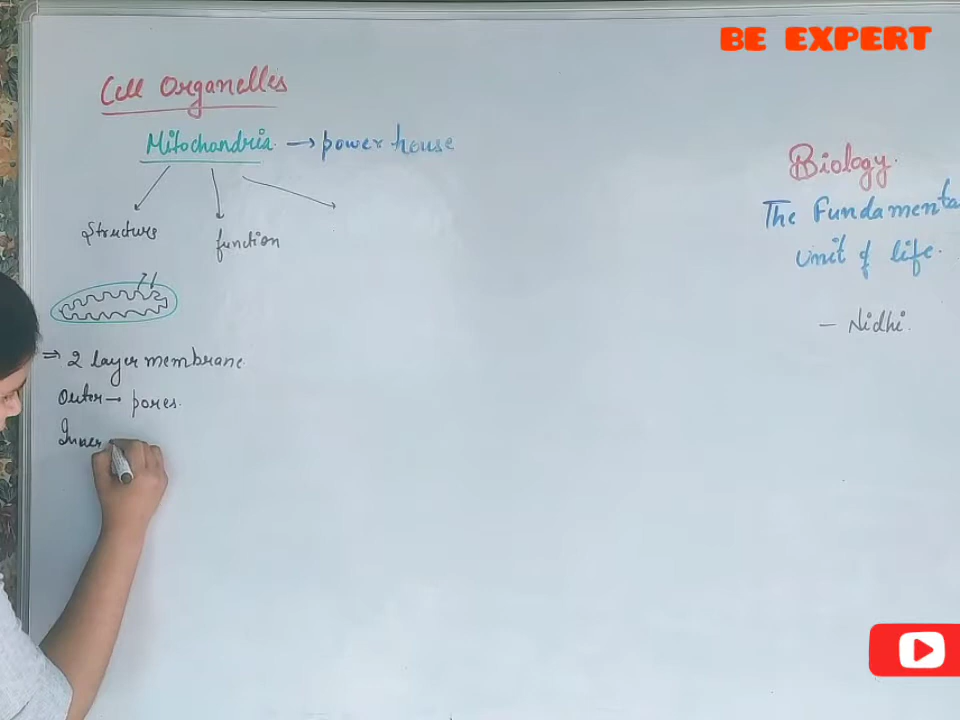 BE EXPERT
Cell Organelles
Mitochandria → power house
Structure
function
⇒ 2 layer membrane
Outer → pores.
Inner
Biology.
The Fundamenta
Unit of life.
- Nidhi.